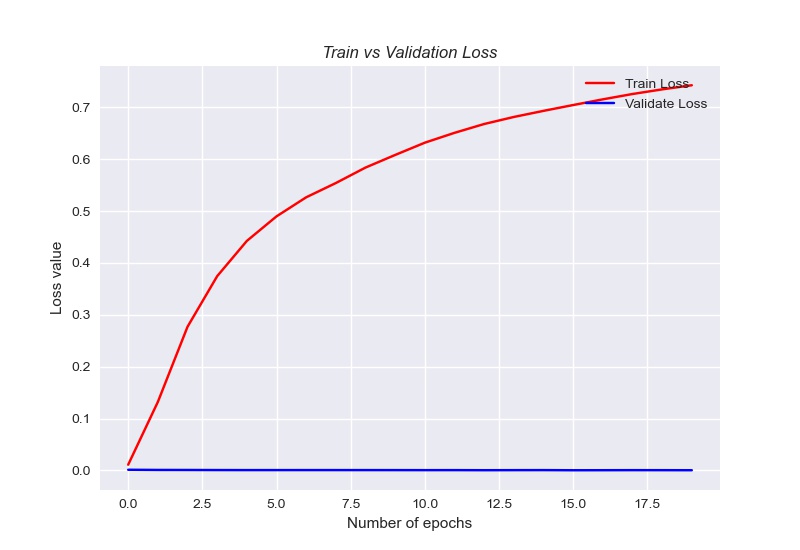 Train vs Validation Loss
Train Loss
Validate Loss
0.7
0.6
0.5
0.4
0.3
0.2
0.1
0.0
Loss value
0.0 2.5 5.0 7.5 10.0 12.5 15.0 17.5
Number of epochs